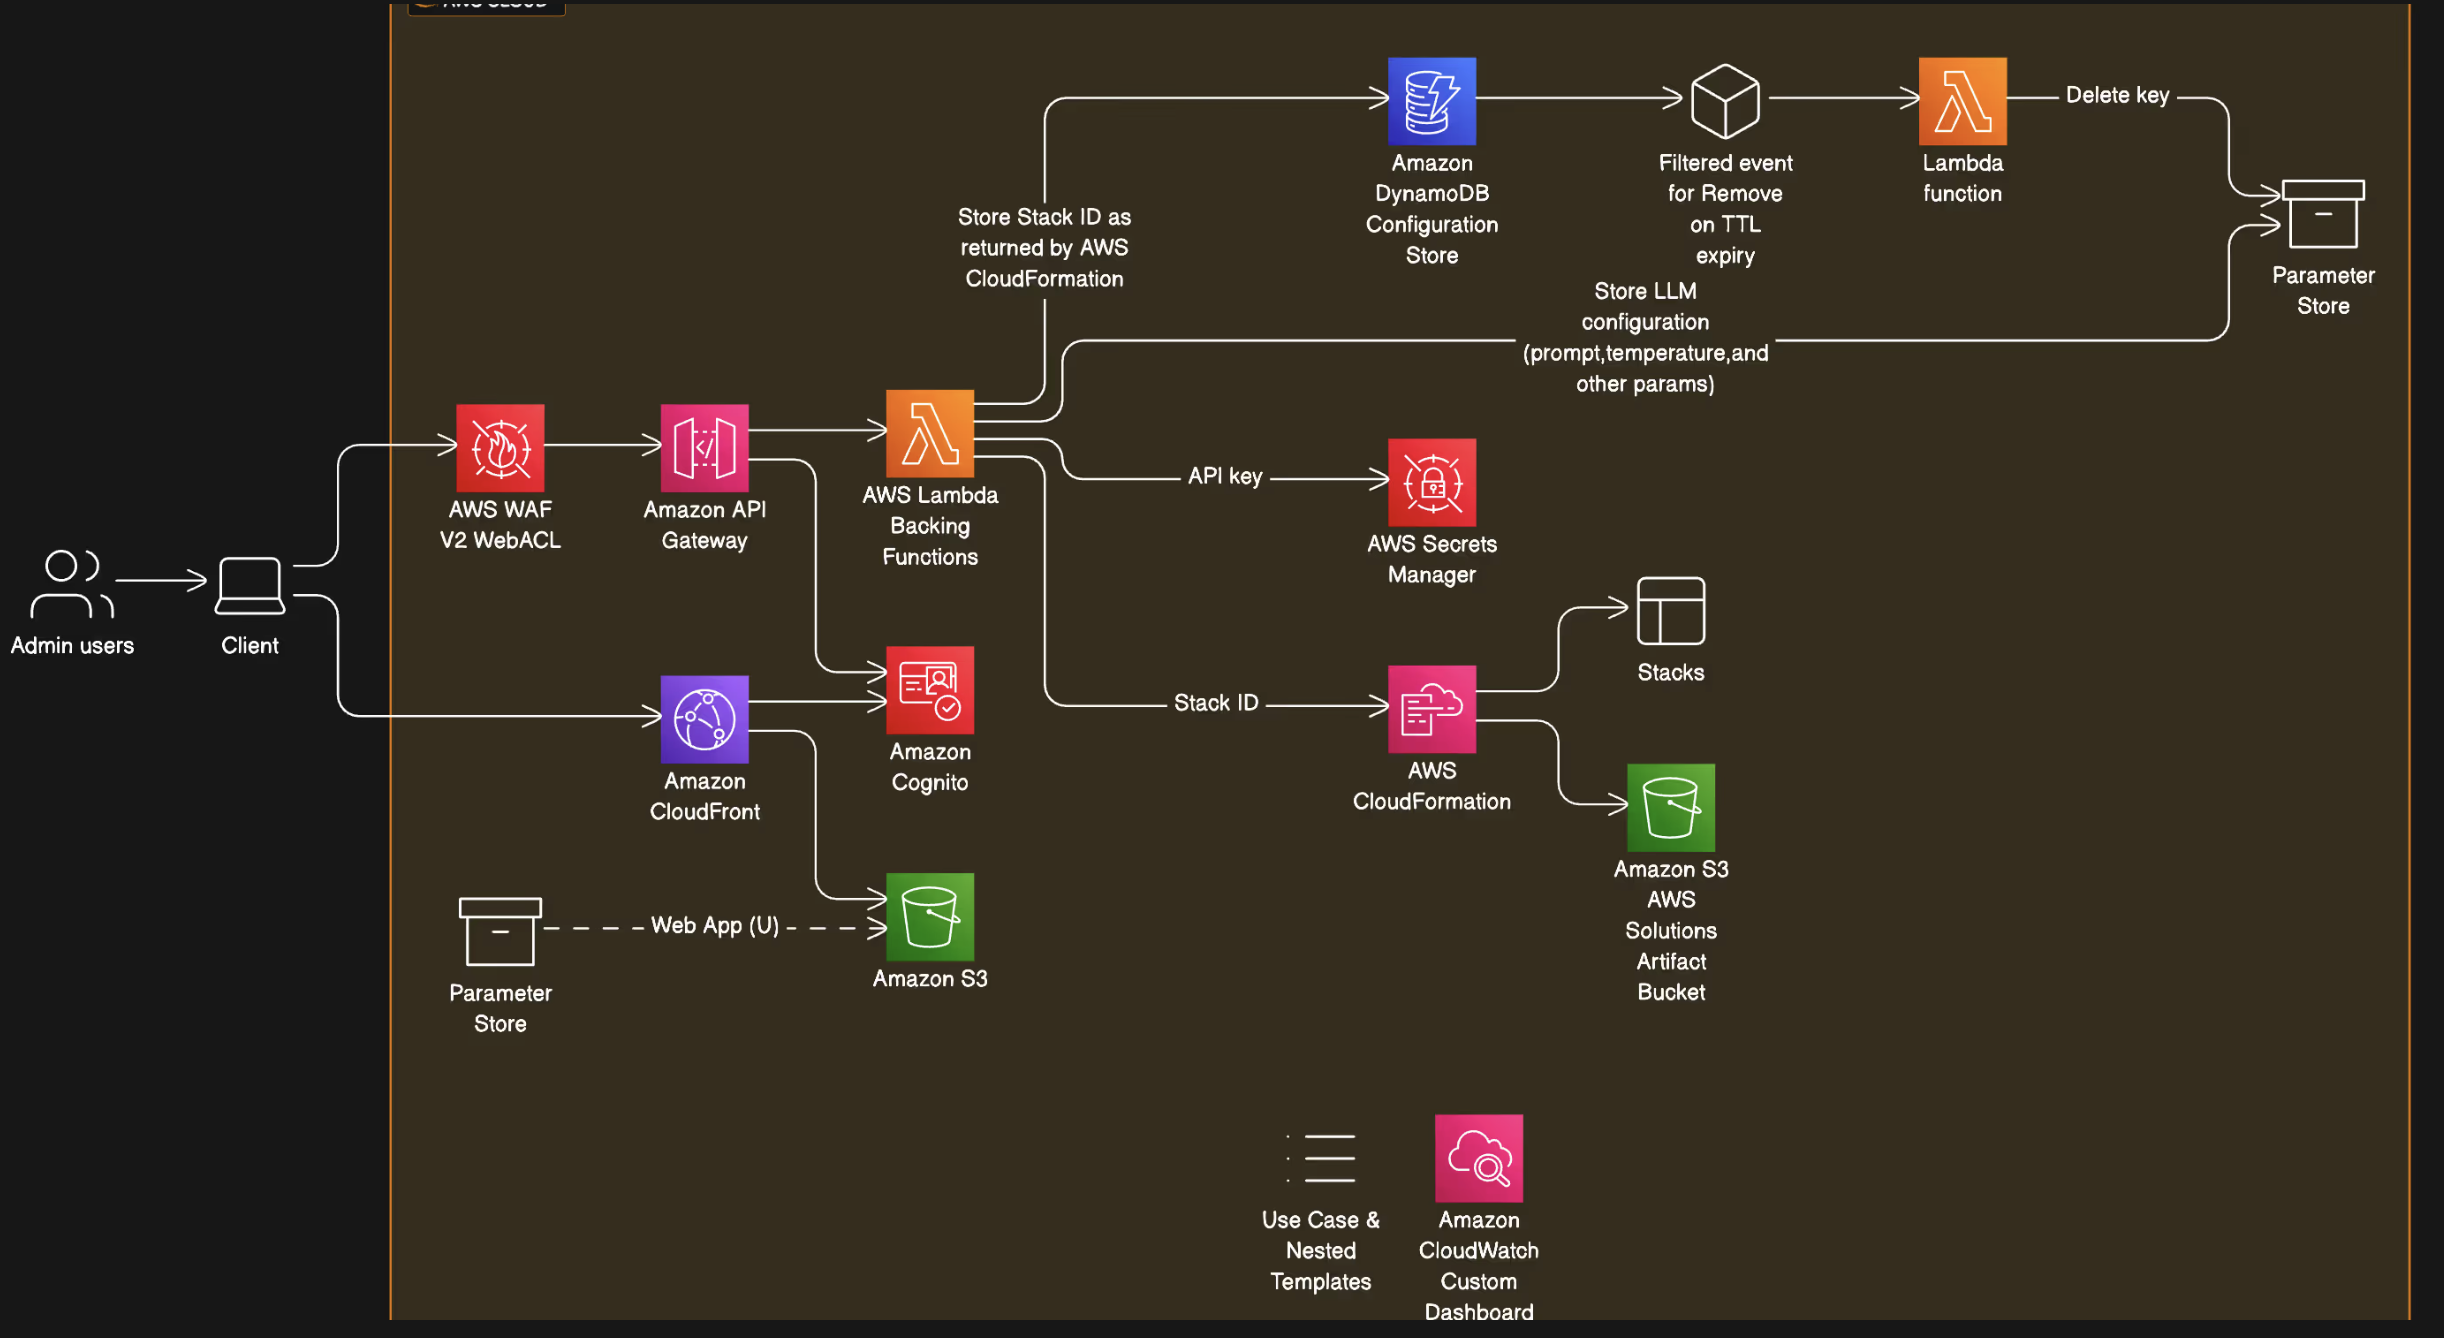 AWS CLOUD
Delete key
Amazon
DynamoDB
Configuration
Store
Filtered event
for Remove
on TTL
expiry
Lambda
function
Store Stack ID as
returned by AWS
CloudFormation
Parameter
Store
Store LLM
configuration
(prompt,temperature,and
other params)
AWS WAF
V2 WebACL
Amazon API
Gateway
AWS Lambda
Backing
Functions
API key
AWS Secrets
Manager
Admin users
Client
Stacks
Stack ID
Amazon
CloudFront
Amazon
Cognito
AWS
CloudFormation
Amazon S3
AWS
Solutions
Artifact
Bucket
Web App (U)
Parameter
Store
Amazon S3
Use Case &
Nested
Templates
Amazon
CloudWatch
Custom
Dashboard